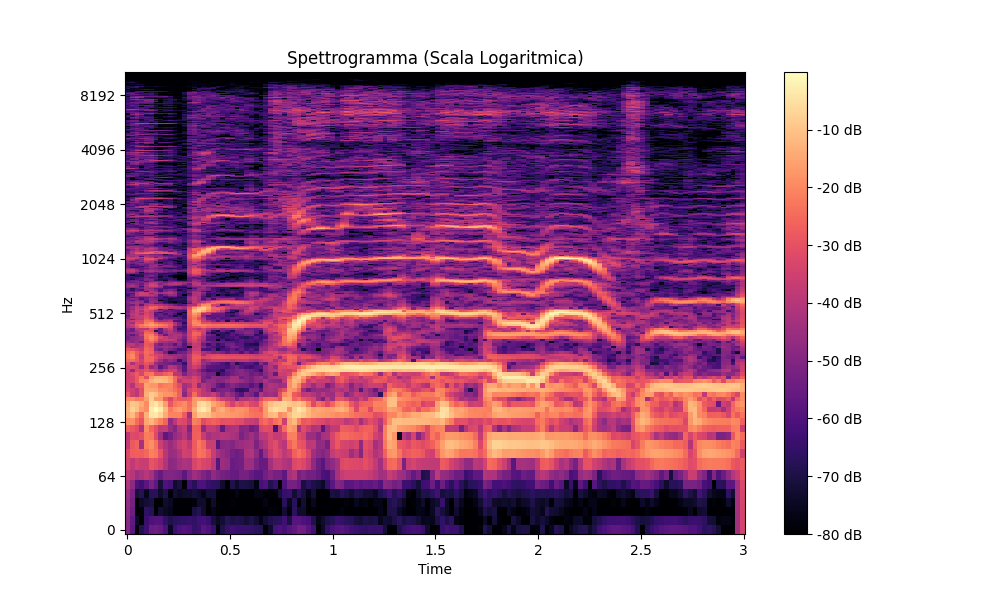 Spettrogramma (Scala Logaritmica)
Hz
8192
4096
2048
1024
512
256
128
64
0
0 0.5 1 1.5 2 2.5 3
Time
-10 dB
-20 dB
-30 dB
-40 dB
-50 dB
-60 dB
-70 dB
-80 dB